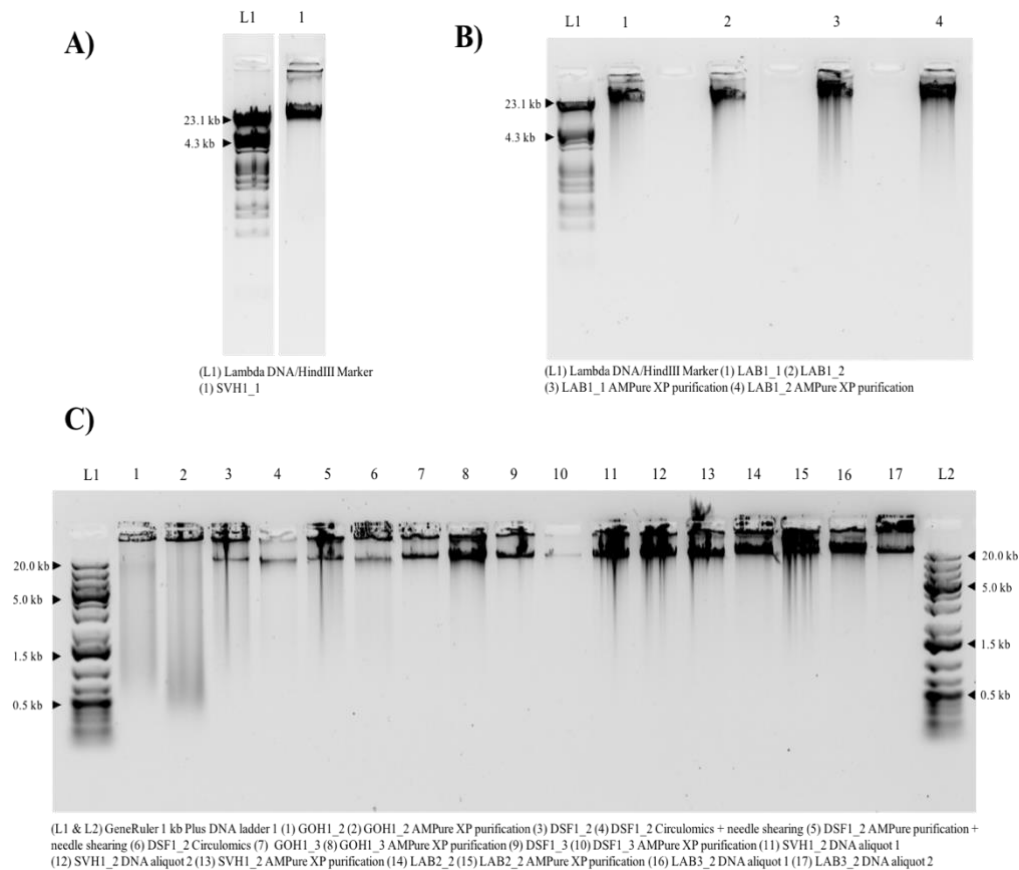 A)
L1 1
23.1 kb
4.3 kb
(L1) Lambda DNA/HindIII Marker
(1) SVH1_1
B)
L1 1 2 3 4
23.1 kb
4.3 kb
(L1) Lambda DNA/HindIII Marker (1) LAB1_1 (2) LAB1_2
(3) LAB1_1 AMPure XP purification (4) LAB1_2 AMPure XP purification
C)
L1 1 2 3 4 5 6 7 8 9 10 11 12 13 14 15 16 17 L2
20.0 kb 20.0 kb
5.0 kb 5.0 kb
1.5 kb 1.5 kb
0.5 kb 0.5 kb
(L1 & L2) GeneRuler 1 kb Plus DNA ladder 1 (1) GOH1_2 (2) GOH1_2 AMPure XP purification (3) DSF1_2 (4) DSF1_2 Circulomics + needle shearing (5) DSF1_2 AMPure purification +
needle shearing (6) DSF1_2 Circulomics (7) GOH1_3 (8) GOH1_3 AMPure XP purification (9) DSF1_3 (10) DSF1_3 AMPure XP purification (11) SVH1_2 DNA aliquot 1
(12) SVH1_2 DNA aliquot 2 (13) SVH1_2 AMPure XP purification (14) LAB2_2 (15) LAB2_2 AMPure XP purification (16) LAB3_2 DNA aliquot 1 (17) LAB3_2 DNA aliquot 2